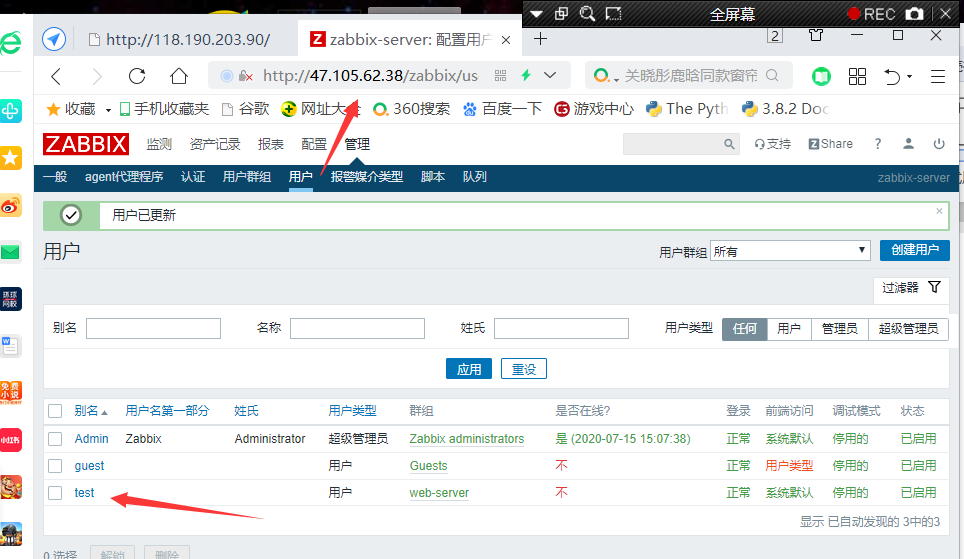 全屏幕 REC
http://118.190.203.90/ zabbix-server: 配置用户 2
http://47.105.62.38/zabbix/us 关晓彤鹿晗同款窗帘
收藏 手机收藏夹 谷歌 网址大全 360搜索 百度一下 游戏中心 The Pyth 3.8.2 Doc
ZABBIX 监测 资产记录 报表 配置 管理 支持 Z Share ?
一般 agent代理程序 认证 用户群组 用户 报警媒介类型 脚本 队列 zabbix-server
用户已更新
用户 用户群组 所有 创建用户
过滤器
别名 名称 姓氏 用户类型 任何 用户 管理员 超级管理员
应用 重设
别名 用户名第一部分 姓氏 用户类型 群组 是否在线? 登录 前端访问 调试模式 状态
Admin Zabbix Administrator 超级管理员 Zabbix administrators 是 (2020-07-15 15:07:38) 正常 系统默认 停用的 已启用
guest 用户 Guests 不 正常 用户类型 停用的 已启用
test 用户 web-server 不 正常 系统默认 停用的 已启用
显示 已自动发现的 3中的3
0 选择 解锁 删除
环球网校
免费小说
小红书